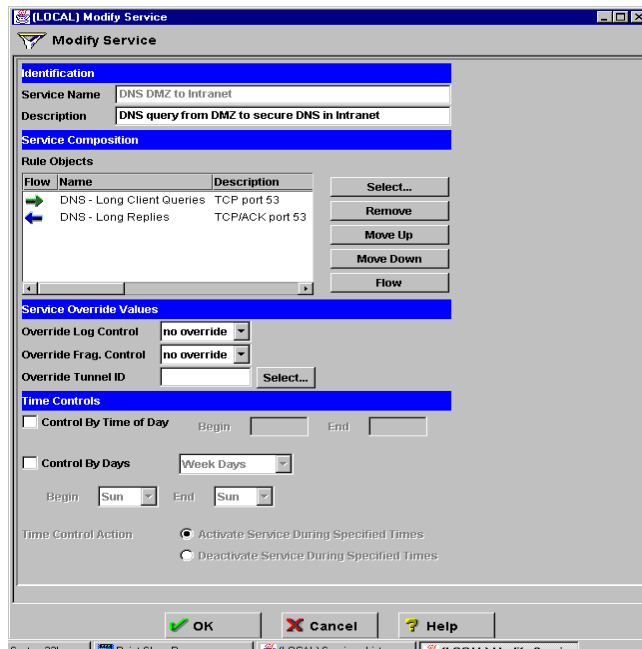 (LOCAL) Modify Service
Modify Service
Identification
Service Name DNS DMZ to Intranet
Description DNS query from DMZ to secure DNS in Intranet
Service Composition
Rule Objects
Flow Name Description
DNS - Long Client Queries TCP port 53
DNS - Long Replies TCP/ACK port 53
Select...
Remove
Move Up
Move Down
Flow
Service Override Values
Override Log Control no override
Override Frag. Control no override
Override Tunnel ID Select...
Time Controls
Control By Time of Day Begin End
Control By Days Week Days
Begin Sun End Sun
Time Control Action Activate Service During Specified Times
Deactivate Service During Specified Times
OK Cancel Help